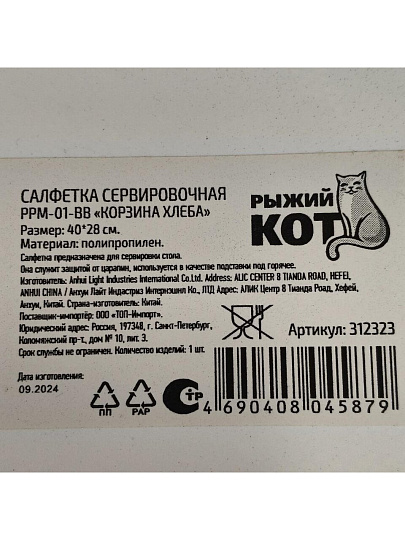 САЛФЕТКА СЕРВИРОВОЧНАЯ
PPM-01-BB «КОРЗИНА ХЛЕБА»
Размер: 40*28 см.
Материал: полипропилен.
РЫЖИЙ
КОТ
Салфетка предназначена для сервировки стола.
Она служит защитой от царапин, используется в качестве подставки под горячее.
Изготовитель: Anhui Light Industries International Co., Ltd / Address: АLIC CENTER 8 TIANDA ROAD, HEFEI,
ANHUI CHINA / Анхуи Лайт Индастриз Интернэшнл Ко., ЛТД Адрес: АЛИК Центр 8 Тианда Роад, Хефей,
Анхуи, Китай. Страна-изготовитель: Китай.
Поставщик-импортёр: ООО «ТОП-Импорт».
Юридический адрес: Россия, 197348, г. Санкт-Петербург,
Коломяжский пр-т., дом № 10, лит. З.
Срок службы не ограничен. Количество изделий: 1 шт.
Артикул: 312323
Дата изготовления:
09.2024
ПП
PAP
СТР
4 690408 045879